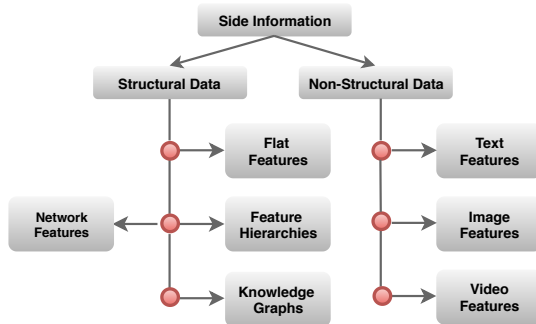 Side Information
Structural Data
Non-Structural Data
Flat
Features
Text
Features
Network
Features
Feature
Hierarchies
Image
Features
Knowledge
Graphs
Video
Features